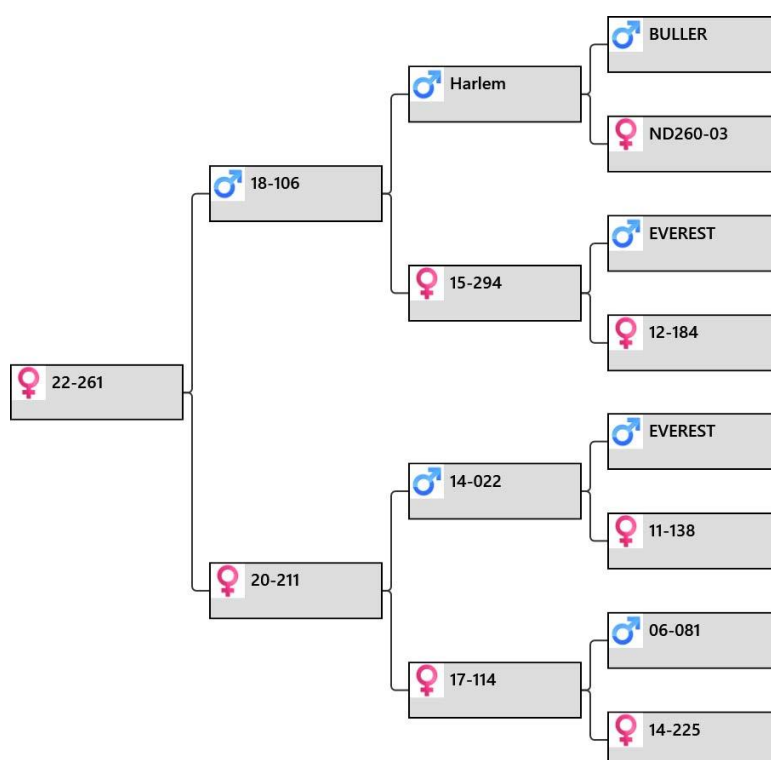 BULLER
Harlem
ND260-03
18-106
EVEREST
15-294
12-184
22-261
EVEREST
14-022
11-138
20-211
06-081
17-114
14-225